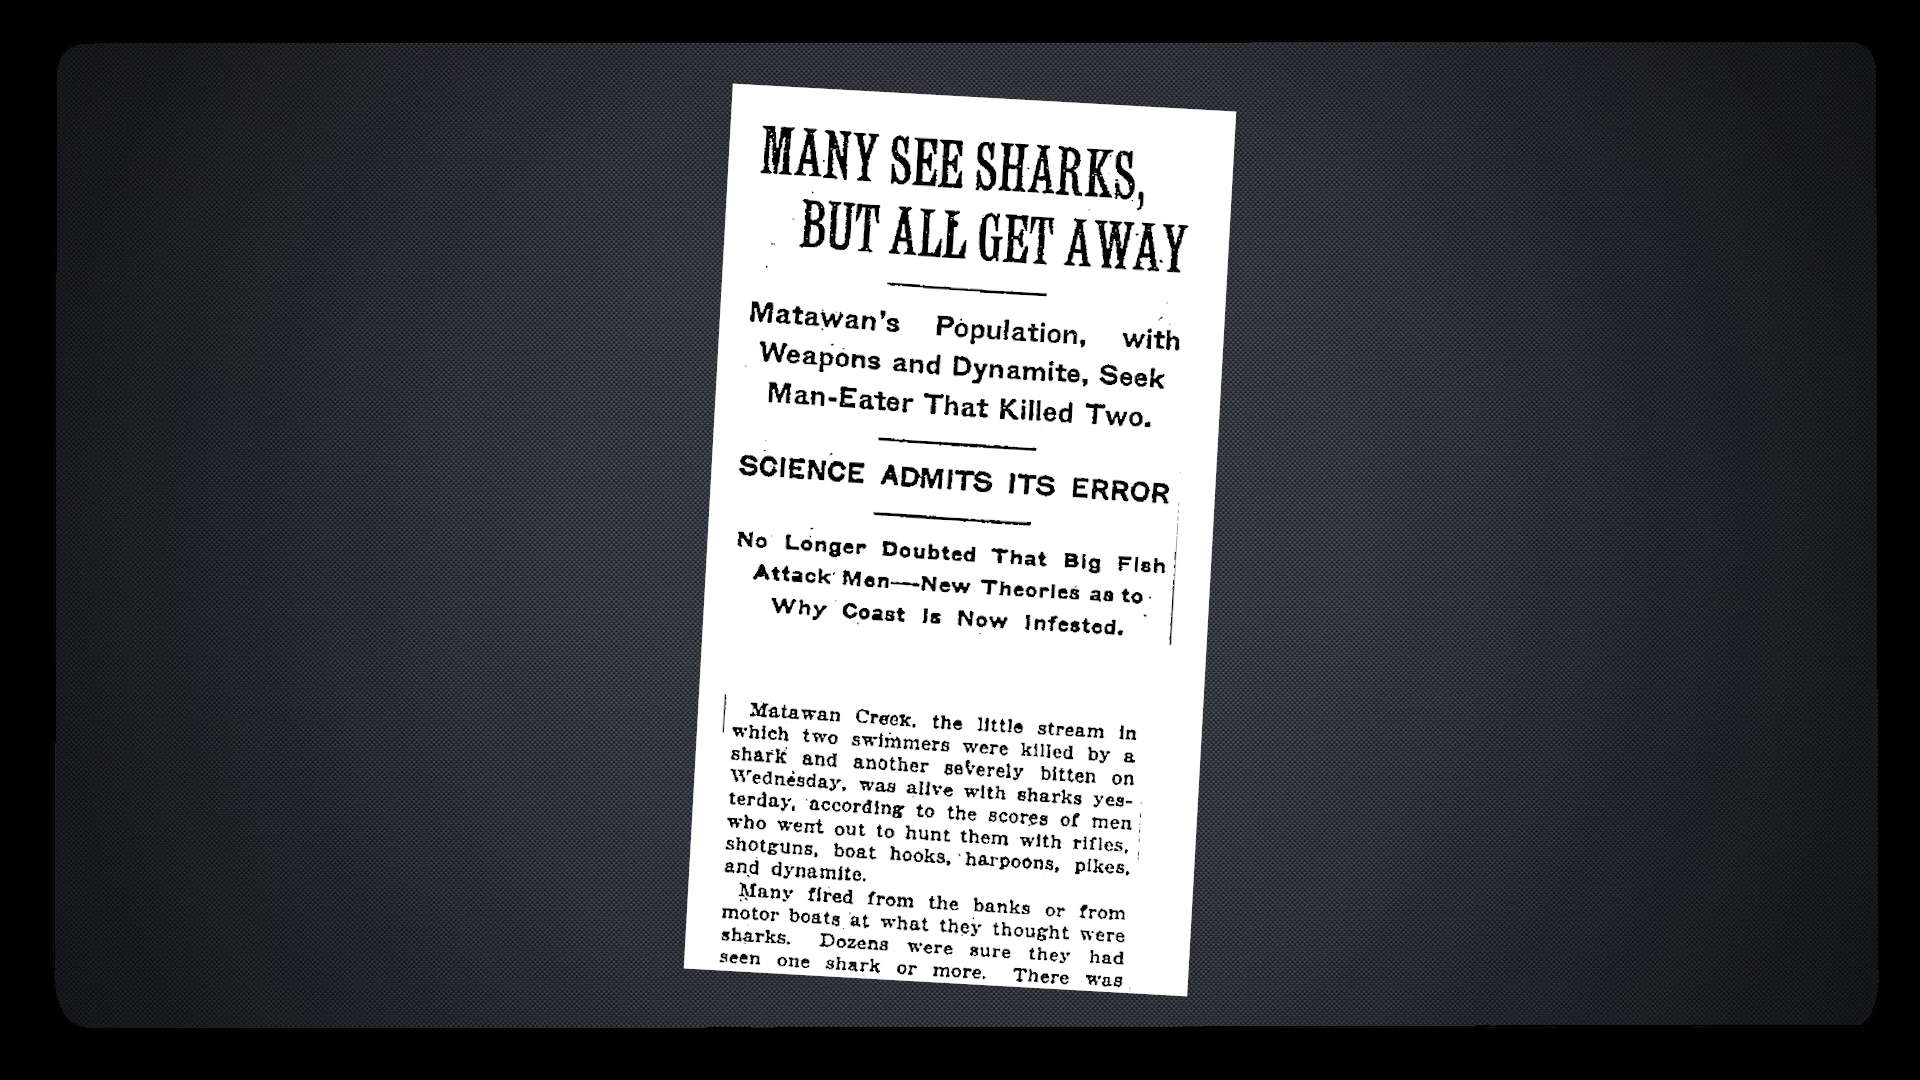 MANY SEE SHARKS,
BUT ALL GET AWAY
Matawan's Population, with
Weapons and Dynamite, Seek
Man-Eater That Killed Two.
SCIENCE ADMITS ITS ERROR
No Longer Doubted That Big Fish
Attack Men—New Theories as to
Why Coast Is Now Infested.
Matawan Creek, the little stream in
which two swimmers were killed by a
shark and another severely bitten on
Wednesday, was alive with sharks yes-
terday, according to the scores of men
who went out to hunt them with rifles,
shotguns, boat hooks, harpoons, pikes,
and dynamite.
Many fired from the banks or from
motor boats at what they thought were
sharks. Dozens were sure they had
seen one shark or more. There was